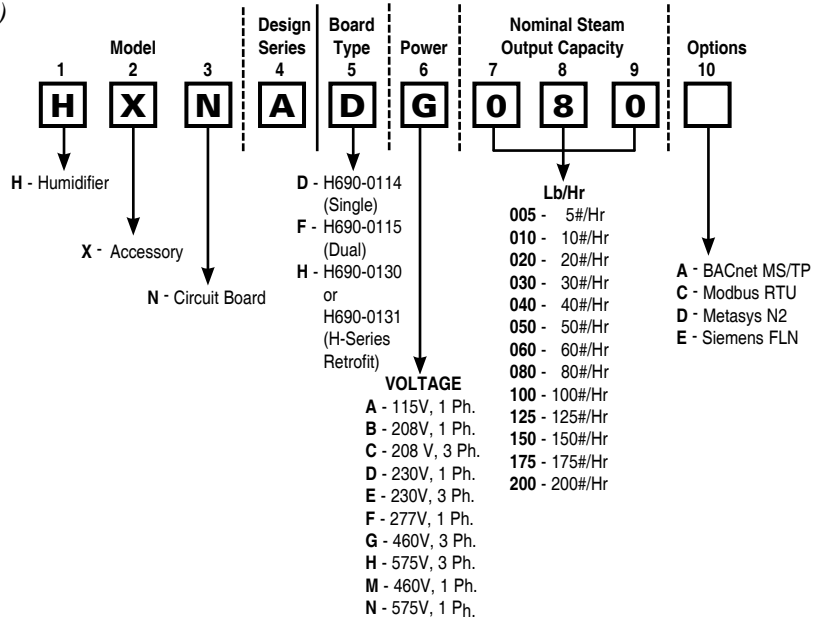 )
Model
Design Series
Board Type
Power
Nominal Steam Output Capacity
Options
1 2 3 4 5 6 7 8 9 10
H X N A D G 0 8 0
H - Humidifier
X - Accessory
N - Circuit Board
D - H690-0114
(Single)
F - H690-0115
(Dual)
H - H690-0130
or
H690-0131
(H-Series
Retrofit)
VOLTAGE
A - 115V, 1 Ph.
B - 208V, 1 Ph.
C - 208 V, 3 Ph.
D - 230V, 1 Ph.
E - 230V, 3 Ph.
F - 277V, 1 Ph.
G - 460V, 3 Ph.
H - 575V, 3 Ph.
M - 460V, 1 Ph.
N - 575V, 1 Ph.
Lb/Hr
005 - 5#/Hr
010 - 10#/Hr
020 - 20#/Hr
030 - 30#/Hr
040 - 40#/Hr
050 - 50#/Hr
060 - 60#/Hr
080 - 80#/Hr
100 - 100#/Hr
125 - 125#/Hr
150 - 150#/Hr
175 - 175#/Hr
200 - 200#/Hr
A - BACnet MS/TP
C - Modbus RTU
D - Metasys N2
E - Siemens FLN